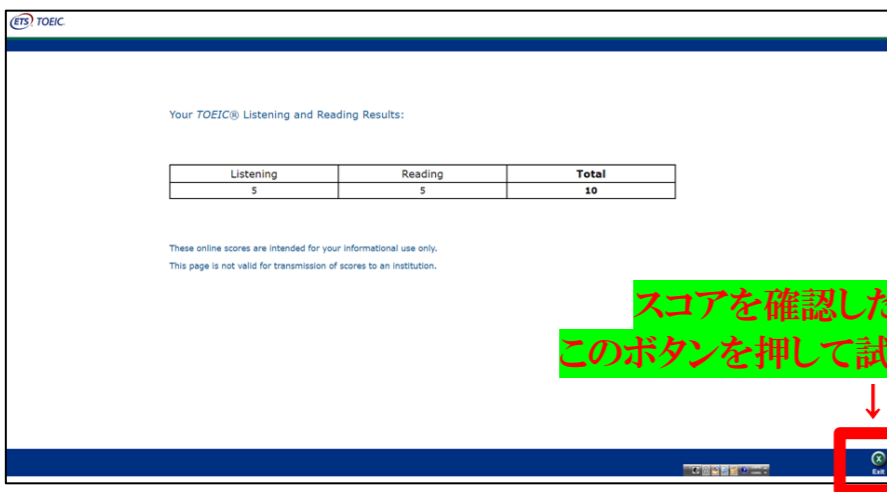 ETS TOEIC.
Your TOEIC® Listening and Reading Results:
Listening Reading Total
5 5 10
These online scores are intended for your informational use only.
This page is not valid for transmission of scores to an institution.
スコアを確認した
このボタンを押して試
↓
Exit